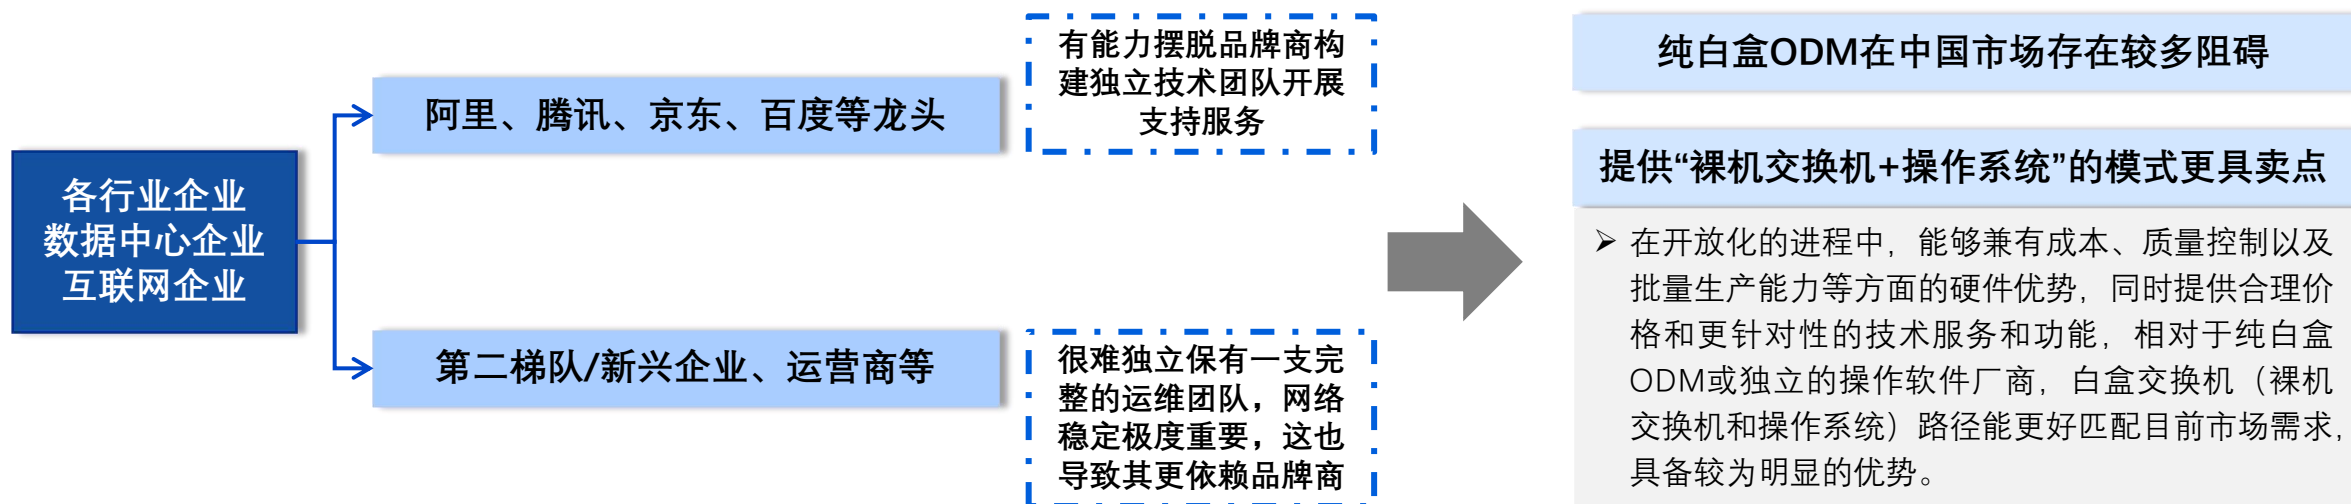 各行业企业
数据中心企业
互联网企业
阿里、腾讯、京东、百度等龙头
有能力摆脱品牌商构
建独立技术团队开展
支持服务
第二梯队/新兴企业、运营商等
很难独立保有一支完
整的运维团队，网络
稳定极度重要，这也
导致其更依赖品牌商
纯白盒ODM在中国市场存在较多阻碍
提供“裸机交换机+操作系统”的模式更具卖点
➢ 在开放化的进程中，能够兼有成本、质量控制以及
批量生产能力等方面的硬件优势，同时提供合理价
格和更针对性的技术服务和功能，相对于纯白盒
ODM或独立的操作软件厂商，白盒交换机（裸机
交换机和操作系统）路径能更好匹配目前市场需求，
具备较为明显的优势。